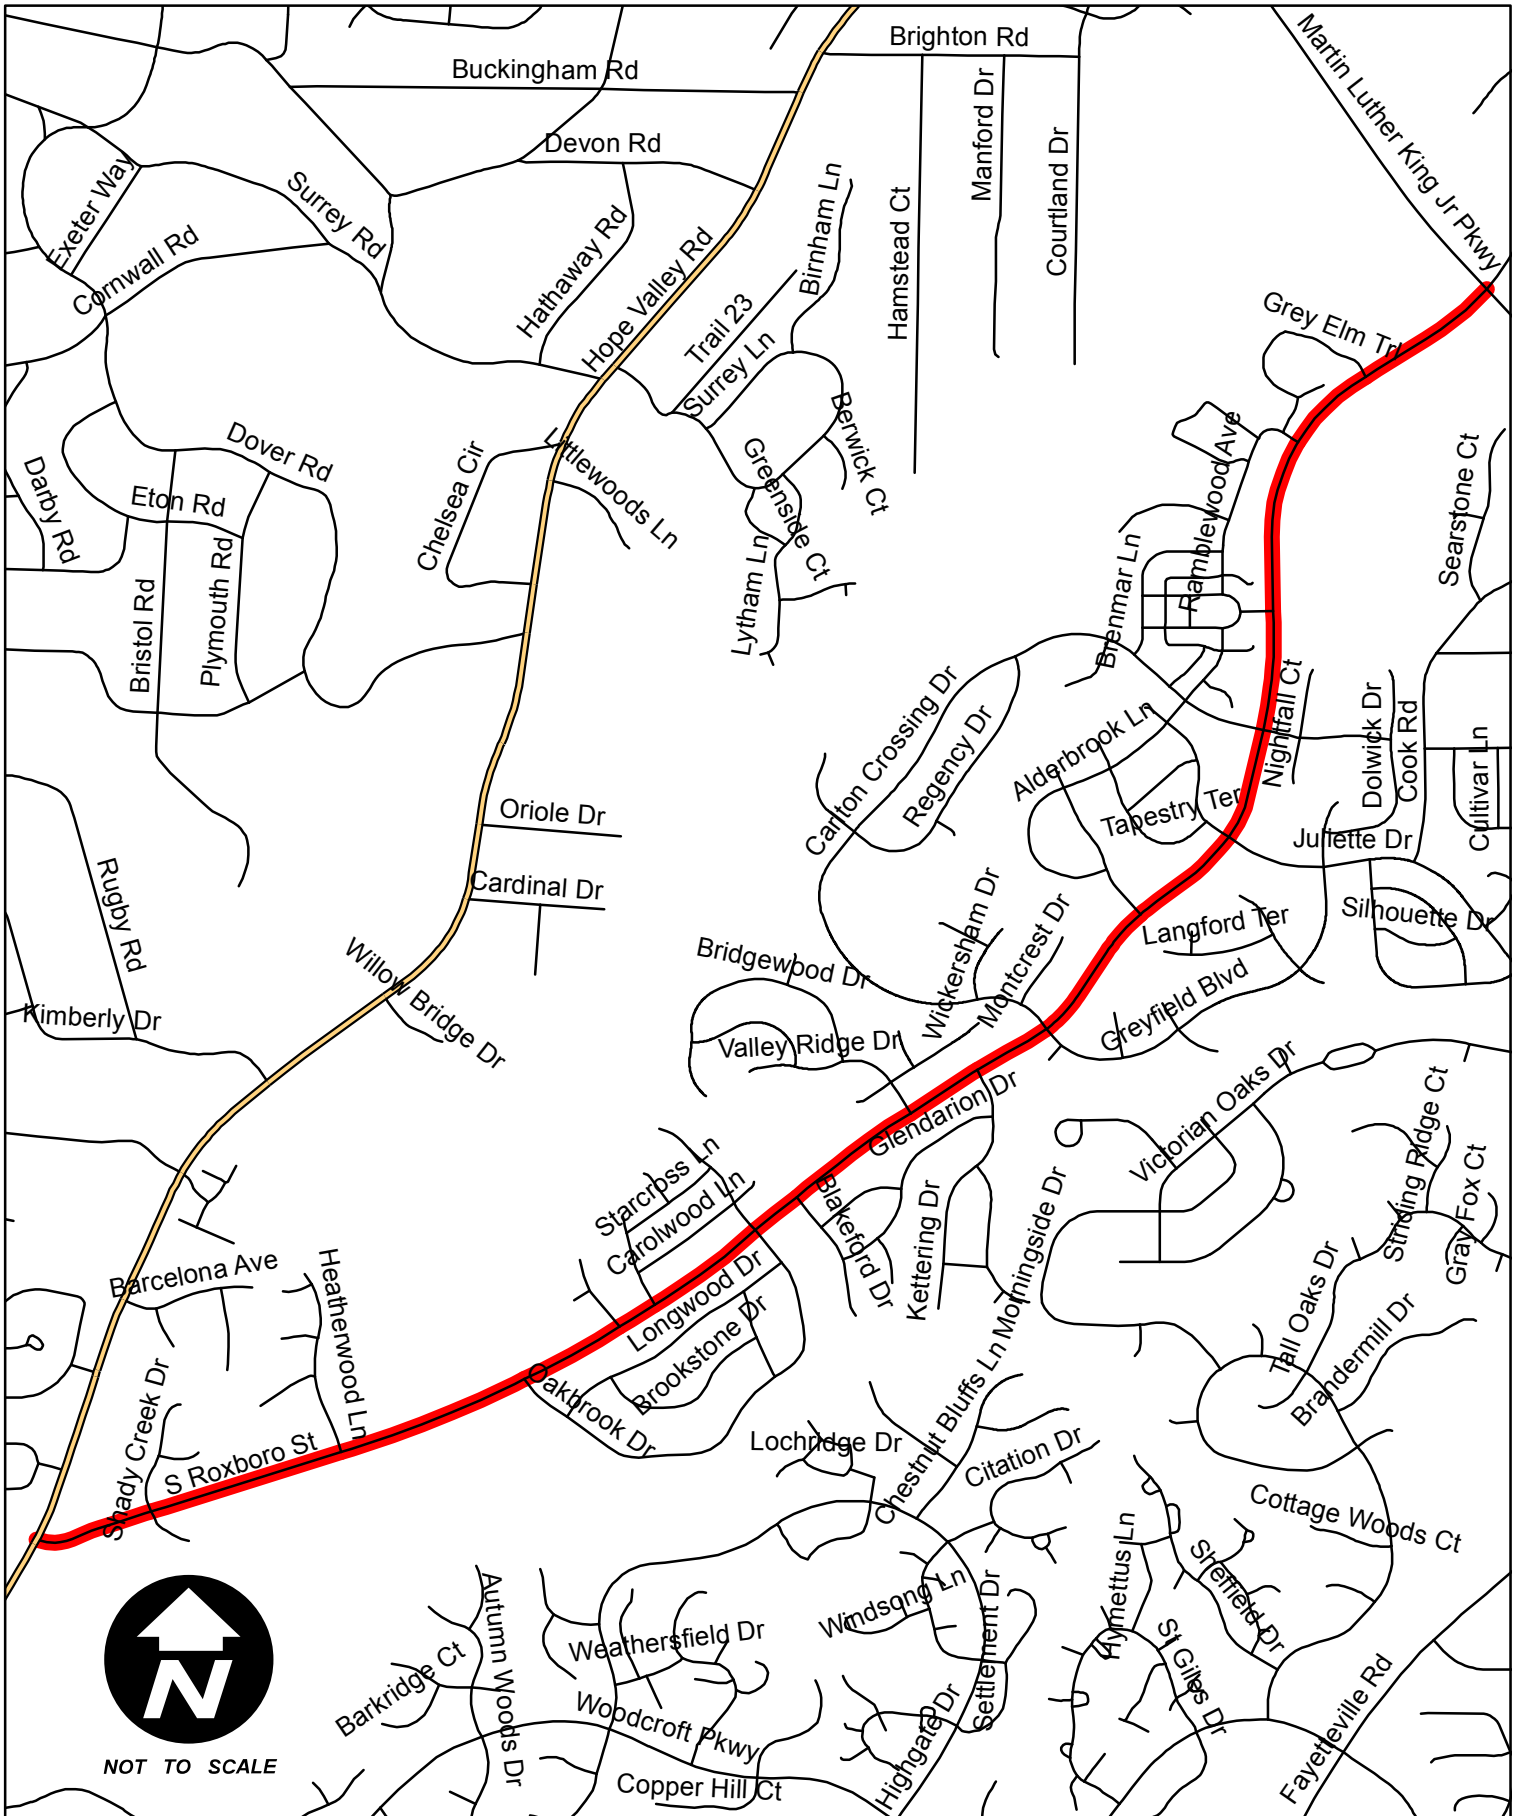 Brighton Rd
Martin Luther King Jr Pkwy
Buckingham Rd
Manford Dr
Devon Rd
Courtland Dr
Exeter Way
Surrey Rd
Birnham Ln
Hamstead Ct
Cornwall Rd
Hathaway Rd
Hope Valley Rd
Trail 23
Grey Elm Trl
Surrey Ln
Berwick Ct
Ramblewood Ave
Dover Rd
Chelsea Cir
Littlewoods Ln
Greenside Ct
Searstone Ct
Darby Rd
Eton Rd
Plymouth Rd
Bristol Rd
Lytham Ln
Brenmar Ln
Carlton Crossing Dr
Regency Dr
Alderbrook Ln
Nightfall Ct
Dolwick Dr
Cook Rd
Cultivar Ln
Oriole Dr
Tapestry Ter
Juliette Dr
Rugby Rd
Cardinal Dr
Wickersham Dr
Montcrest Dr
Langford Ter
Silhouette Dr
Willow Bridge Dr
Bridgewood Dr
Kimberly Dr
Valley Ridge Dr
Greyfield Blvd
Glendarion Dr
Victorian Oaks Dr
Striding Ridge Ct
Gray Fox Ct
Starcross Ln
Carolwood Ln
Blakeford Dr
Kettering Dr
Morningside Dr
Barcelona Ave
Heatherwood Ln
Longwood Dr
Brookstone Dr
Tall Oaks Dr
Brandermill Dr
Oakbrook Dr
Shady Creek Dr
S Roxboro St
Lochridge Dr
Chestnut Bluffs Ln
Citation Dr
Cottage Woods Ct
Hymettus Ln
Sheffield Dr
Autumn Woods Dr
Windsong Ln
Settlement Dr
Weathersfield Dr
St Giles Dr
Barkridge Ct
Woodcroft Pkwy
Highgate Dr
Fayetteville Rd
Copper Hill Ct
N
NOT TO SCALE